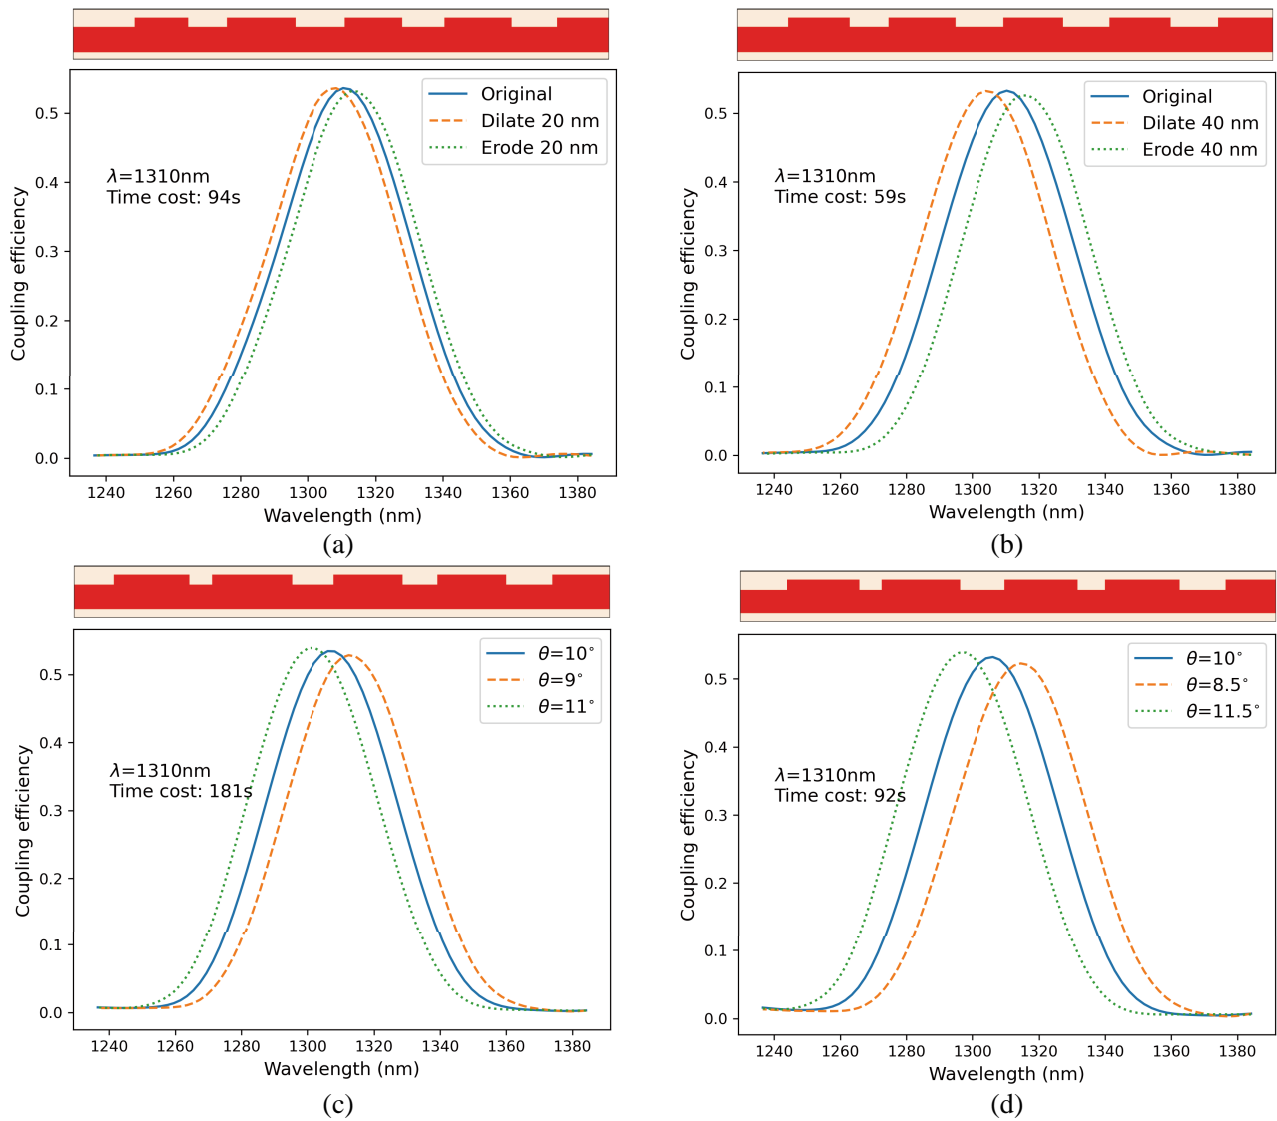 Original
Dilate 20 nm
Erode 20 nm
λ=1310nm
Time cost: 94s
Coupling efficiency
0.5
0.4
0.3
0.2
0.1
0.0
1240 1260 1280 1300 1320 1340 1360 1380
Wavelength (nm)
(a)
Original
Dilate 40 nm
Erode 40 nm
λ=1310nm
Time cost: 59s
Coupling efficiency
0.5
0.4
0.3
0.2
0.1
0.0
1240 1260 1280 1300 1320 1340 1360 1380
Wavelength (nm)
(b)
θ=10°
θ=9°
θ=11°
λ=1310nm
Time cost: 181s
Coupling efficiency
0.5
0.4
0.3
0.2
0.1
0.0
1240 1260 1280 1300 1320 1340 1360 1380
Wavelength (nm)
(c)
θ=10°
θ=8.5°
θ=11.5°
λ=1310nm
Time cost: 92s
Coupling efficiency
0.5
0.4
0.3
0.2
0.1
0.0
1240 1260 1280 1300 1320 1340 1360 1380
Wavelength (nm)
(d)